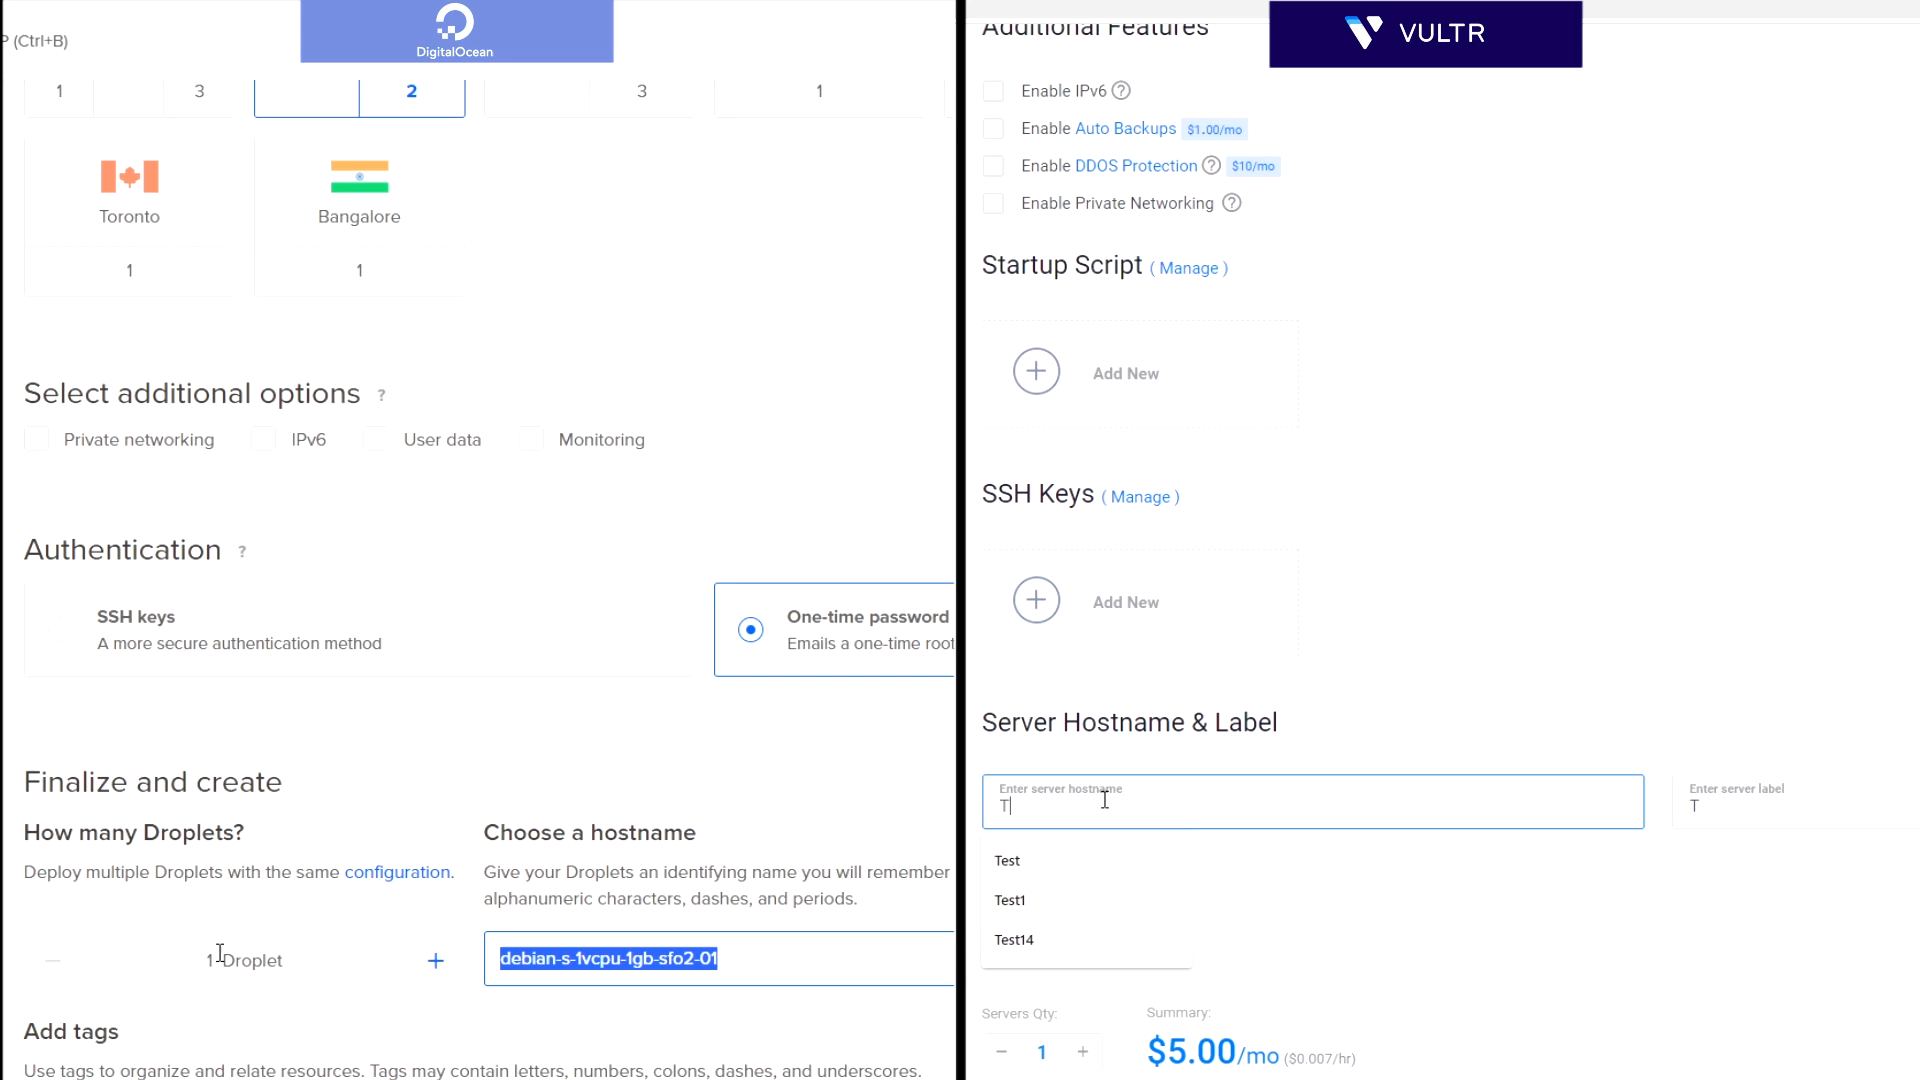 P (Ctrl+B)
DigitalOcean
1
3
2
3
1
Toronto
Bangalore
1
1
Select additional options ?
Private networking
IPv6
User data
Monitoring
Authentication ?
SSH keys
A more secure authentication method
One-time password
Emails a one-time root
Finalize and create
How many Droplets?
Deploy multiple Droplets with the same configuration.
1 Droplet
+
Choose a hostname
Give your Droplets an identifying name you will remember
alphanumeric characters, dashes, and periods.
debian-s-1vcpu-1gb-sfo2-01
Add tags
Use tags to organize and relate resources. Tags may contain letters, numbers, colons, dashes, and underscores.
VULTR
Additional Features
Enable IPv6 ?
Enable Auto Backups $1.00/mo
Enable DDOS Protection ? $10/mo
Enable Private Networking ?
Startup Script ( Manage )
Add New
SSH Keys ( Manage )
Add New
Server Hostname & Label
Enter server hostname
T
Enter server label
T
Test
Test1
Test14
Servers Qty:
− 1 +
Summary:
$5.00/mo ($0.007/hr)